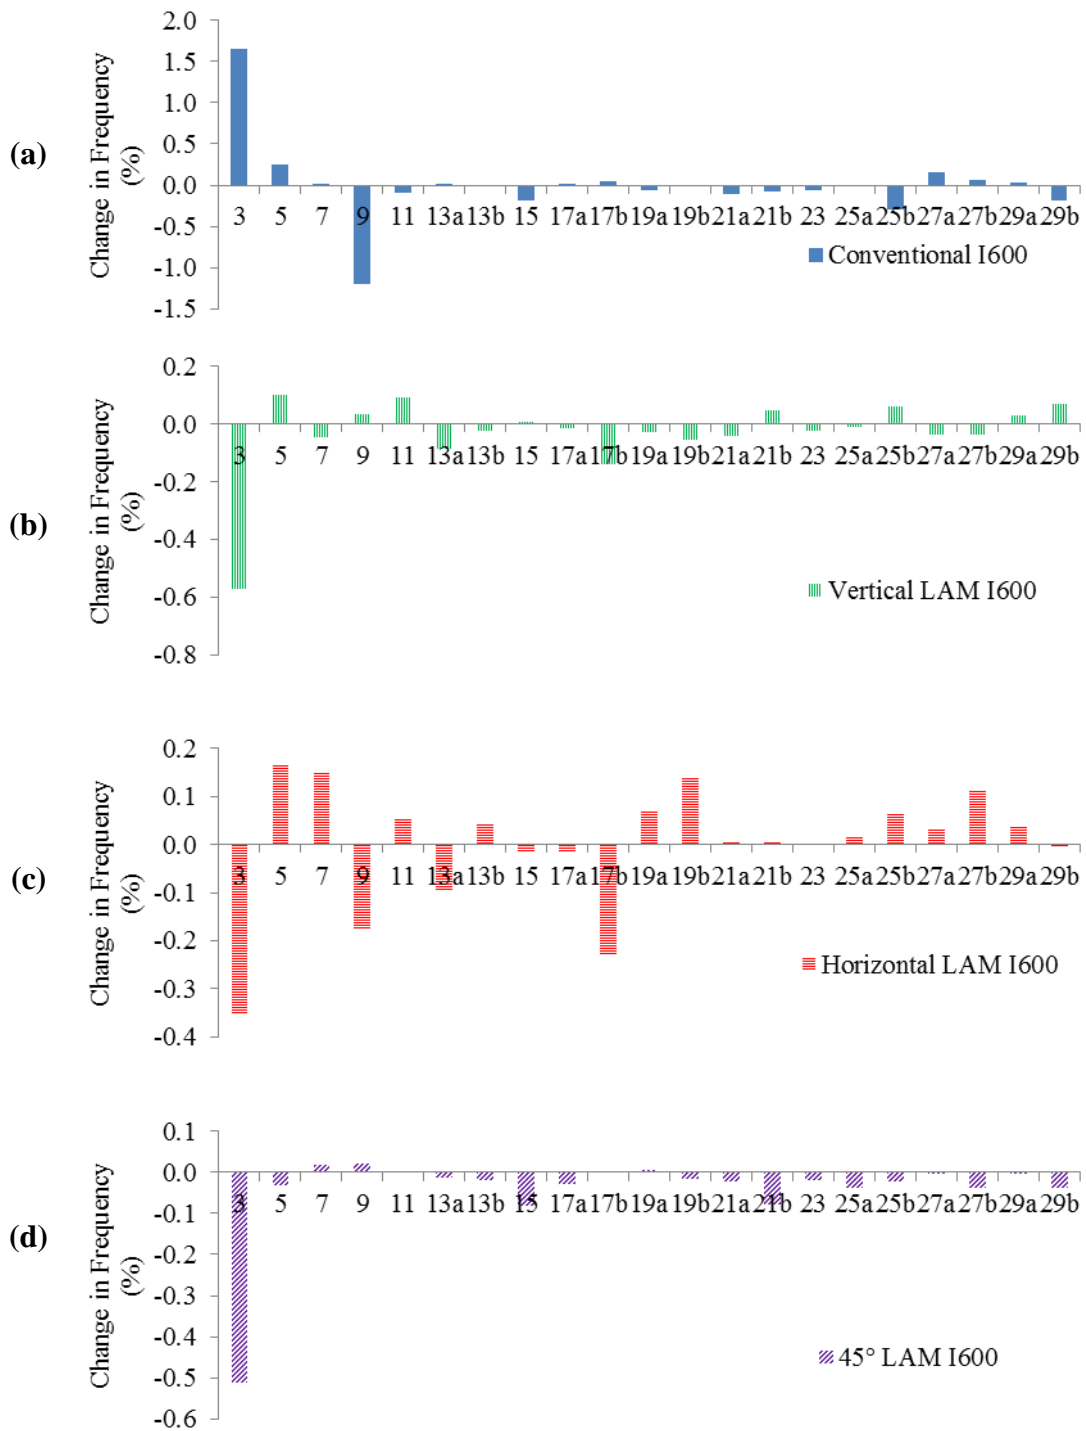 (a)
Change in Frequency
(%)
2.0
1.5
1.0
0.5
0.0
-0.5
-1.0
-1.5
3 5 7 9 11 13a 13b 15 17a 17b 19a 19b 21a 21b 23 25a 25b 27a 27b 29a 29b
Conventional I600
(b)
Change in Frequency
(%)
0.2
0.0
-0.2
-0.4
-0.6
-0.8
3 5 7 9 11 13a 13b 15 17a 17b 19a 19b 21a 21b 23 25a 25b 27a 27b 29a 29b
Vertical LAM I600
(c)
Change in Frequency
(%)
0.2
0.1
0.0
-0.1
-0.2
-0.3
-0.4
3 5 7 9 11 13a 13b 15 17a 17b 19a 19b 21a 21b 23 25a 25b 27a 27b 29a 29b
Horizontal LAM I600
(d)
Change in Frequency
(%)
0.1
0.0
-0.1
-0.2
-0.3
-0.4
-0.5
-0.6
3 5 7 9 11 13a 13b 15 17a 17b 19a 19b 21a 21b 23 25a 25b 27a 27b 29a 29b
45° LAM I600